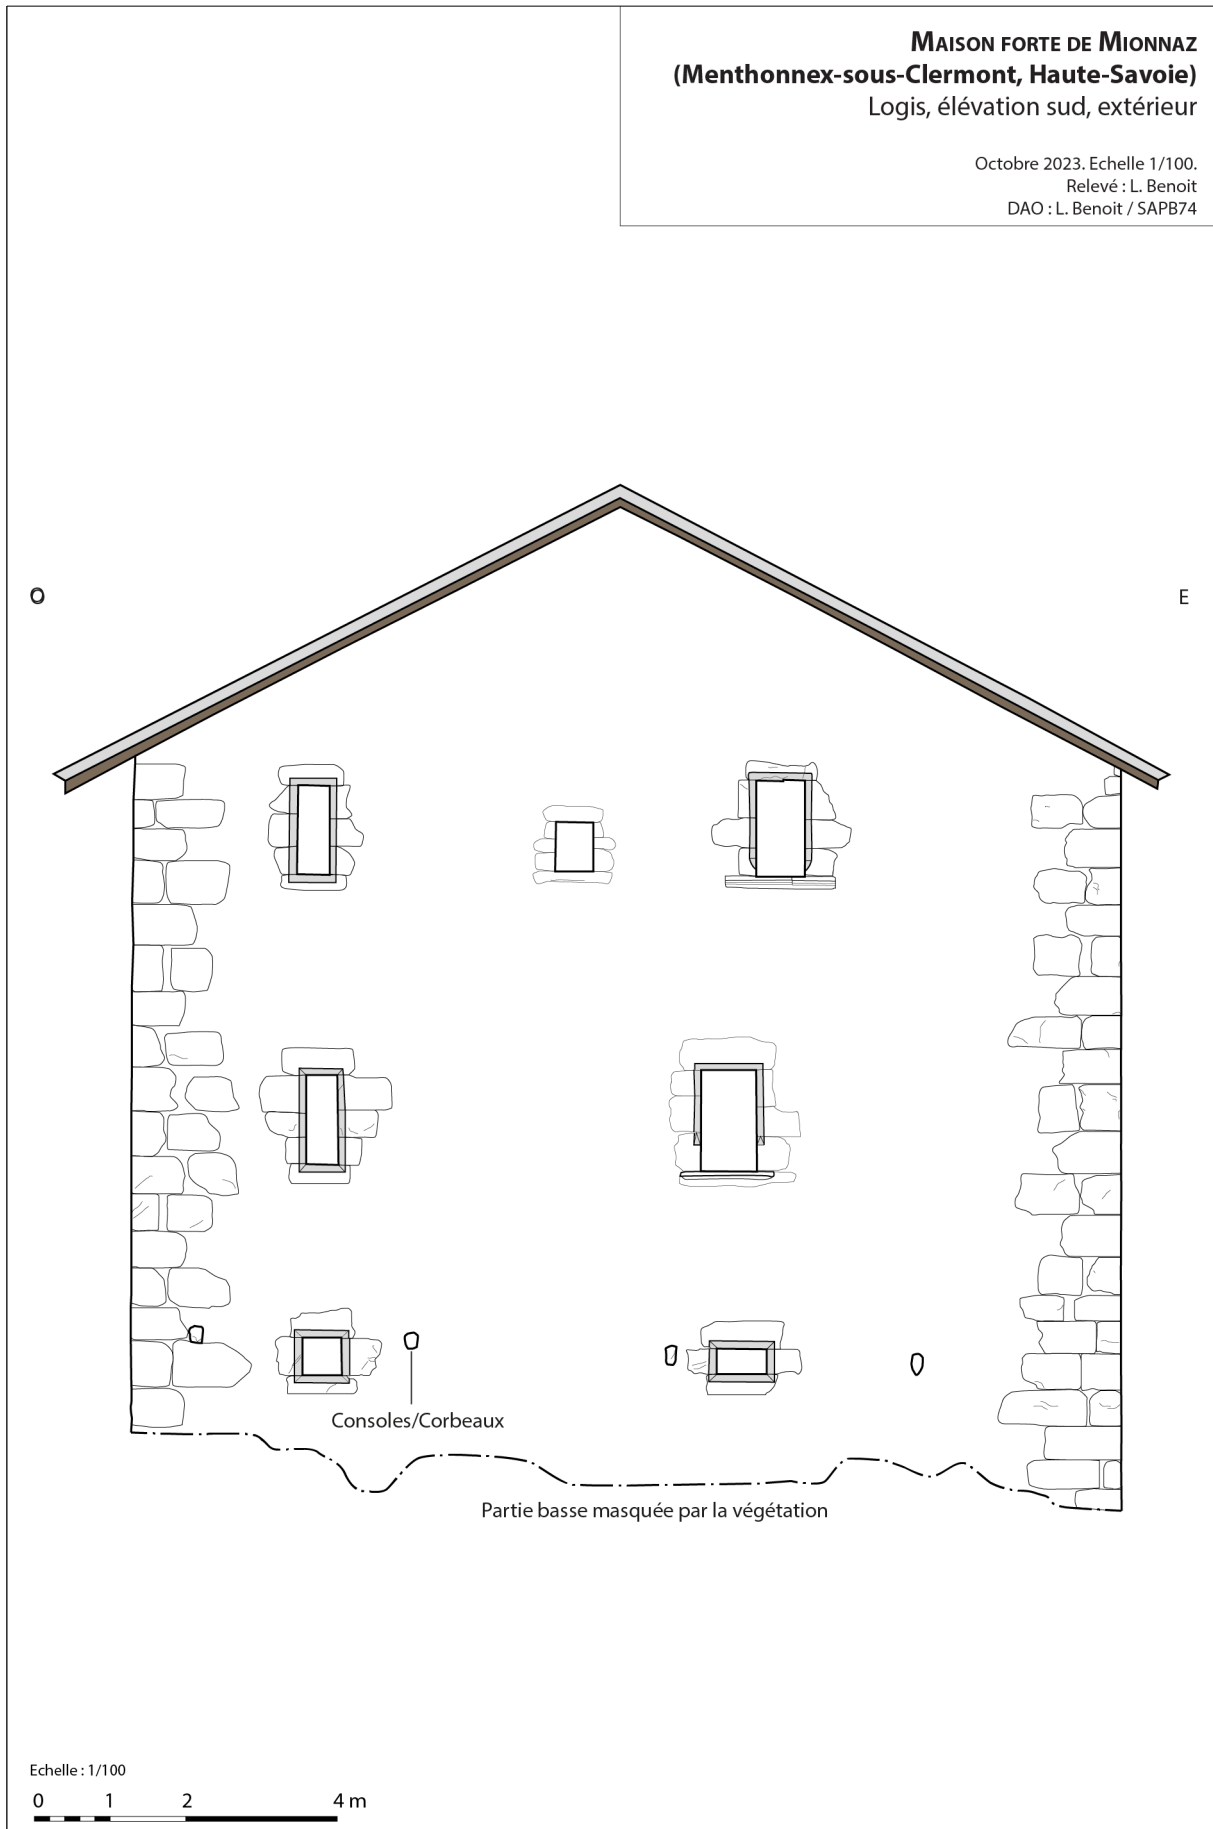 MAISON FORTE DE MIONNAZ
(Menthonnex-sous-Clermont, Haute-Savoie)
Logis, élévation sud, extérieur
Octobre 2023. Echelle 1/100.
Relevé : L. Benoit
DAO : L. Benoit / SAPB74
O
E
Consoles/Corbeaux
Partie basse masquée par la végétation
Echelle : 1/100
0 1 2 4 m